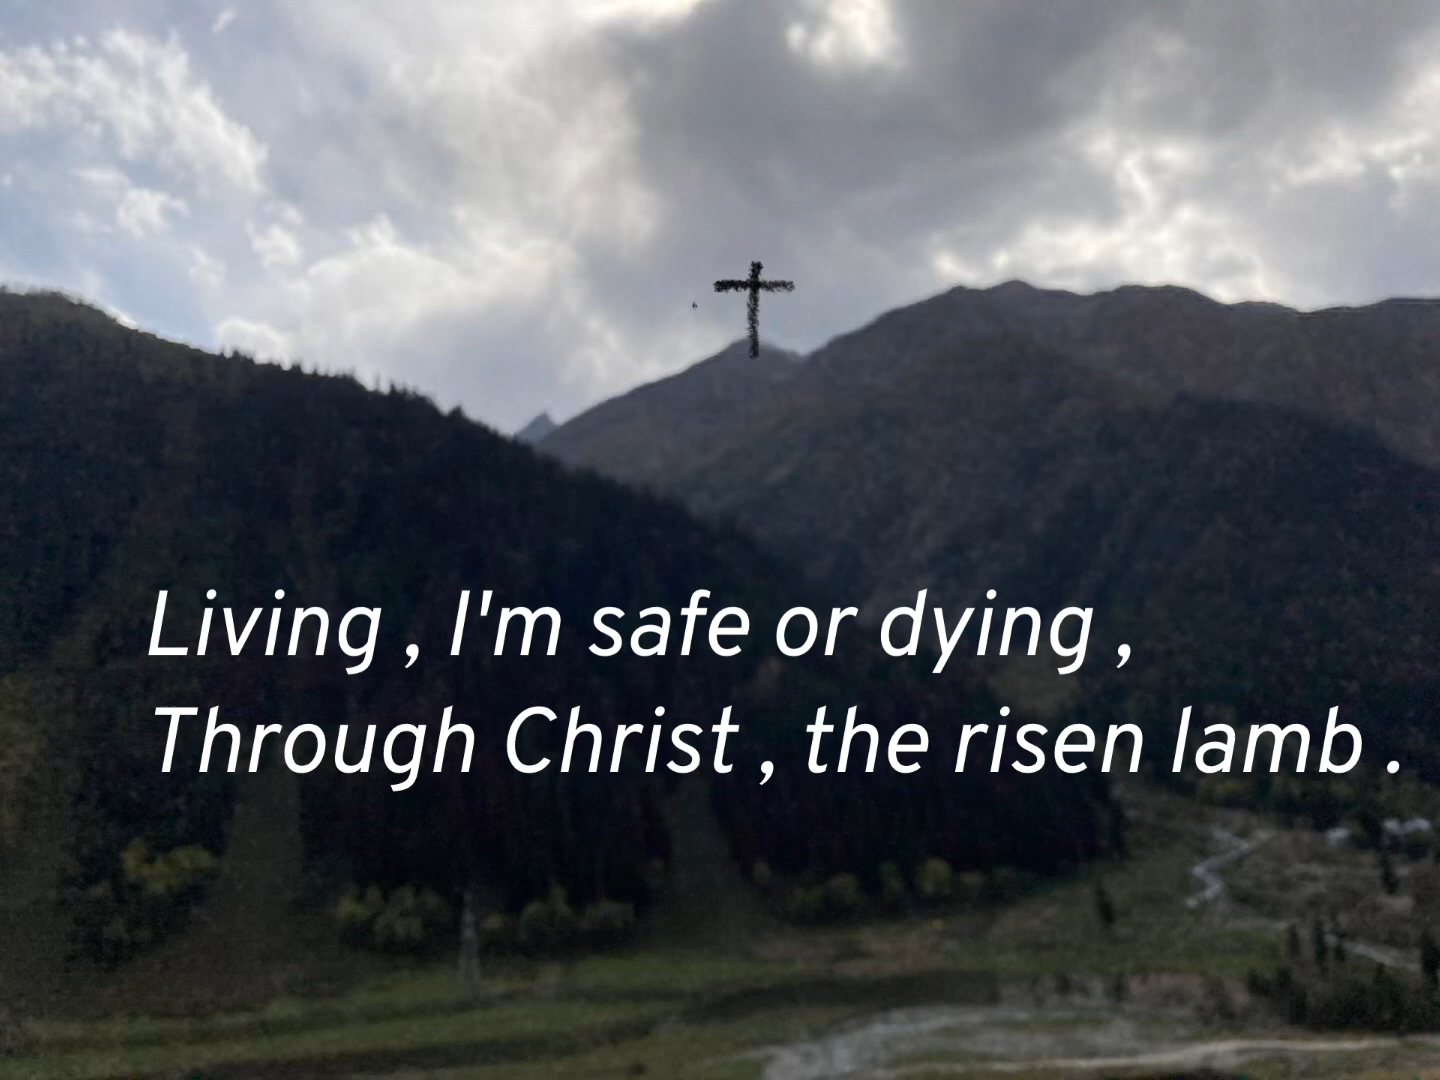 Living , I'm safe or dying ,
Through Christ , the risen lamb .